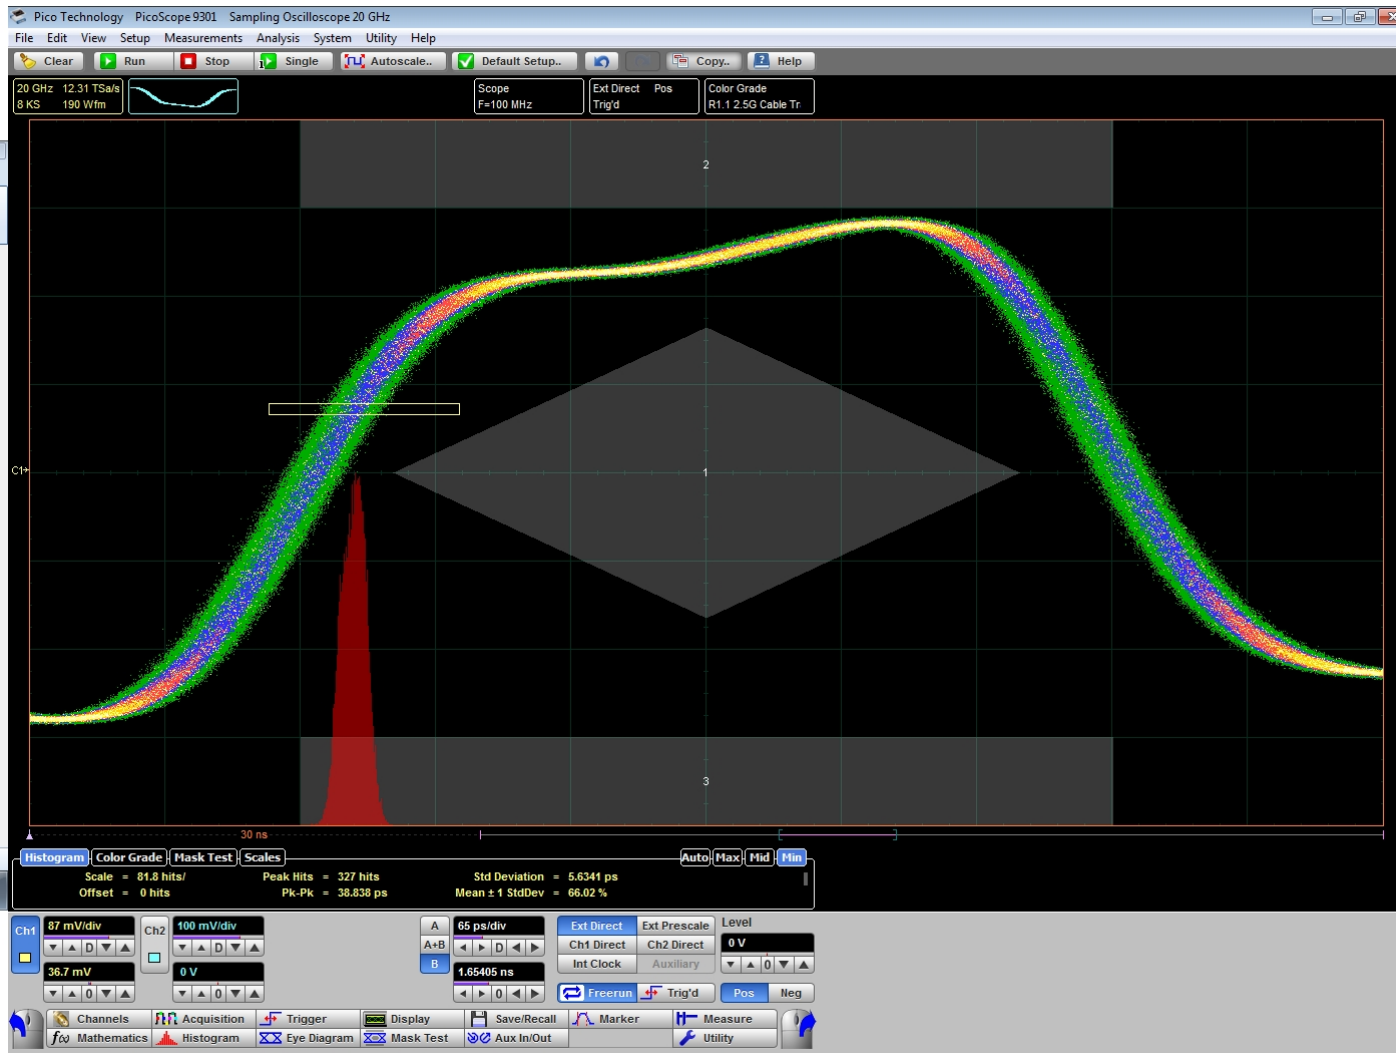 Pico Technology PicoScope 9301 Sampling Oscilloscope 20 GHz
File Edit View Setup Measurements Analysis System Utility Help
Clear Run Stop 1 Single Autoscale.. Default Setup.. Copy.. ? Help
20 GHz 12.31 TSa/s
8 KS 190 Wfm
Scope
F=100 MHz
Ext Direct Pos
Trig'd
Color Grade
R1.1 2.5G Cable Tr
2
C1
1
3
30 ns
Histogram Color Grade Mask Test Scales Auto Max Mid Min
Scale = 81.8 hits/ Peak Hits = 327 hits Std Deviation = 5.6341 ps
Offset = 0 hits Pk-Pk = 38.838 ps Mean ± 1 StdDev = 66.02 %
Ch1 87 mV/div Ch2 100 mV/div A 65 ps/div Ext Direct Ext Prescale Level
D D A+B D Ch1 Direct Ch2 Direct 0 V
36.7 mV 0 V B 1.65405 ns Int Clock Auxiliary 0
0 0 0 Freerun Trig'd Pos Neg
Channels Acquisition Trigger Display Save/Recall Marker Measure
f(x) Mathematics Histogram Eye Diagram Mask Test Aux In/Out Utility